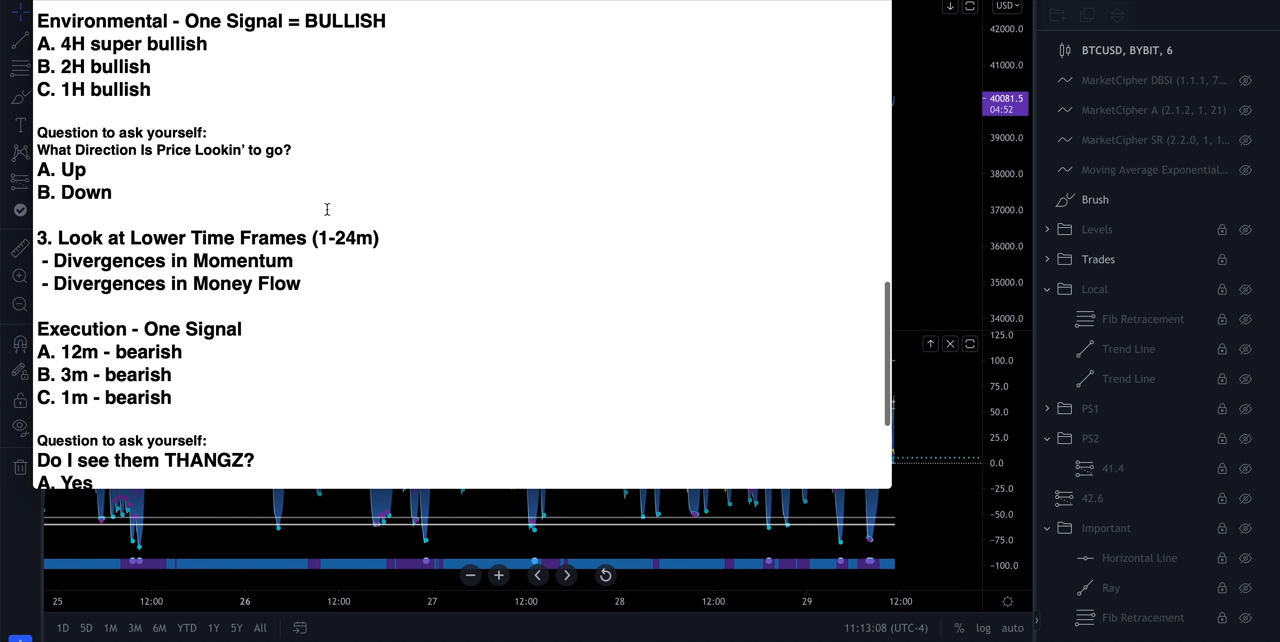 Environmental - One Signal = BULLISH
A. 4H super bullish
B. 2H bullish
C. 1H bullish
Question to ask yourself:
What Direction Is Price Lookin’ to go?
A. Up
B. Down
3. Look at Lower Time Frames (1-24m)
- Divergences in Momentum
- Divergences in Money Flow
Execution - One Signal
A. 12m - bearish
B. 3m - bearish
C. 1m - bearish
Question to ask yourself:
Do I see them THANGZ?
A. Yes
USD
42000.0
41000.0
40081.5
04:52
39000.0
38000.0
37000.0
36000.0
35000.0
34000.0
125.0
100.0
75.0
50.0
25.0
0.0
−25.0
−50.0
−75.0
−100.0
25
12:00
26
12:00
27
12:00
28
12:00
29
12:00
1D 5D 1M 3M 6M YTD 1Y 5Y All
11:13:08 (UTC-4)
% log auto
BTCUSD, BYBIT, 6
MarketCipher DBSI (1.1.1, 7...
MarketCipher A (2.1.2, 1, 21)
MarketCipher SR (2.2.0, 1, 1...
Moving Average Exponential...
Brush
Levels
Trades
Local
Fib Retracement
Trend Line
Trend Line
PS1
PS2
41.4
42.6
Important
Horizontal Line
Ray
Fib Retracement